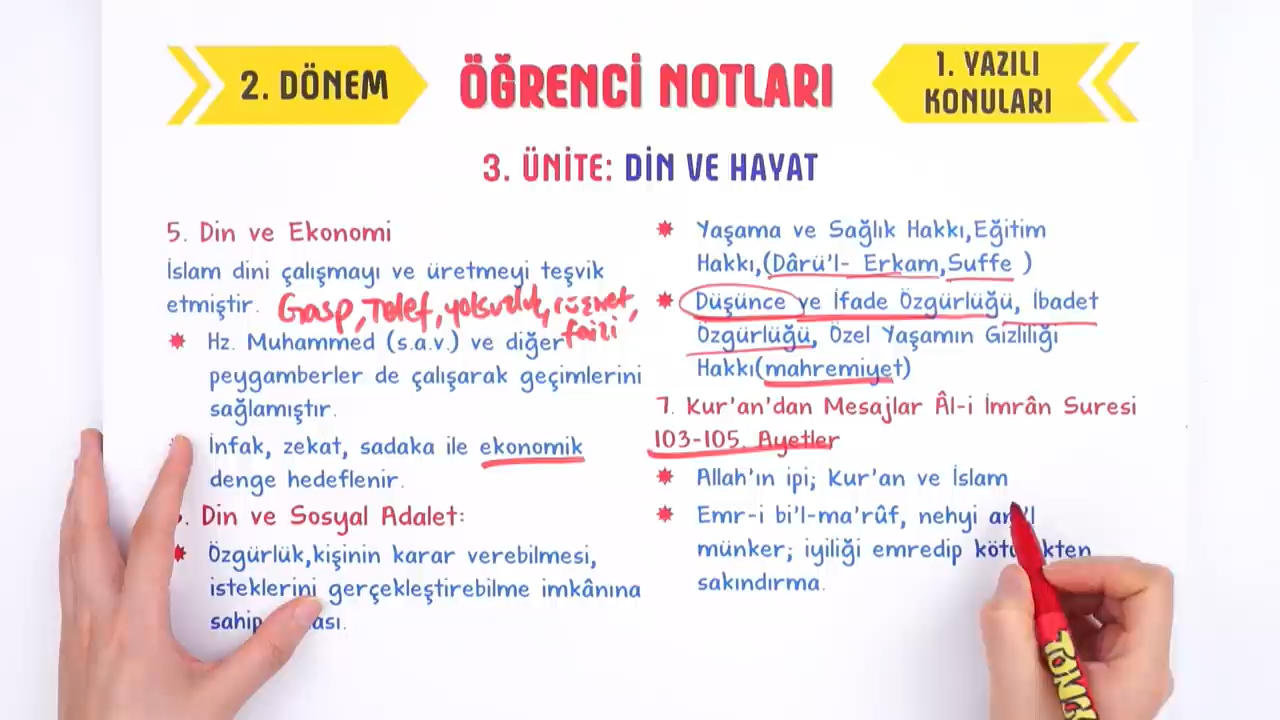 2. DÖNEM
ÖĞRENCİ NOTLARI
1. YAZILI
KONULARI
3. ÜNİTE: DİN VE HAYAT
5. Din ve Ekonomi
İslam dini çalışmayı ve üretmeyi teşvik
etmiştir.
Gasp, Telef, yolsuzluk, rüşvet,
faizi
Hz. Muhammed (s.a.v.) ve diğer
peygamberler de çalışarak geçimlerini
sağlamıştır.
İnfak, zekat, sadaka ile ekonomik
denge hedeflenir.
Din ve Sosyal Adalet:
Özgürlük,kişinin karar verebilmesi,
isteklerini gerçekleştirebilme imkânına
Yaşama ve Sağlık Hakkı,Eğitim
Hakkı,(Dârü'l- Erkam,Suffe )
Düşünce ve İfade Özgürlüğü, İbadet
Özgürlüğü, Özel Yaşamın Gizliliği
Hakkı(mahremiyet)
7. Kur'an'dan Mesajlar Âl-i İmrân Suresi
103-105. Ayetler
Allah'ın ipi; Kur'an ve İslam
Emr-i bi'l-ma'rûf, nehyi
münker; iyiliği emredip
sakındırma.